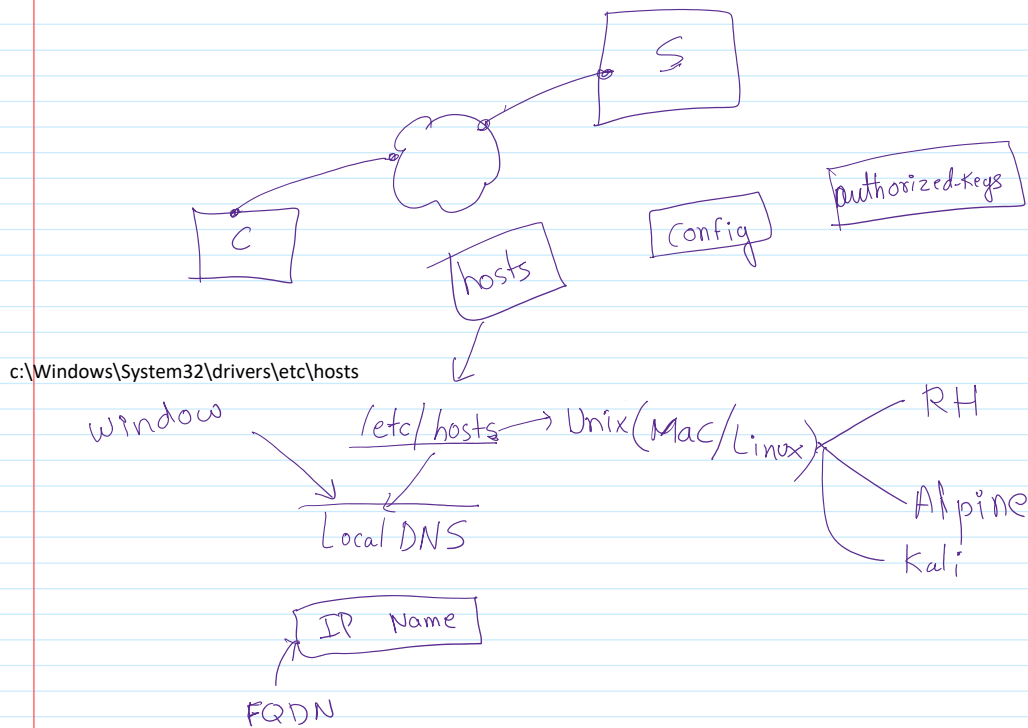 S
authorized-keys
C
config
hosts
c:\Windows\System32\drivers\etc\hosts
window
/etc/hosts
Unix(Mac/Linux)
RH
Alpine
Kali
Local DNS
IP Name
FQDN